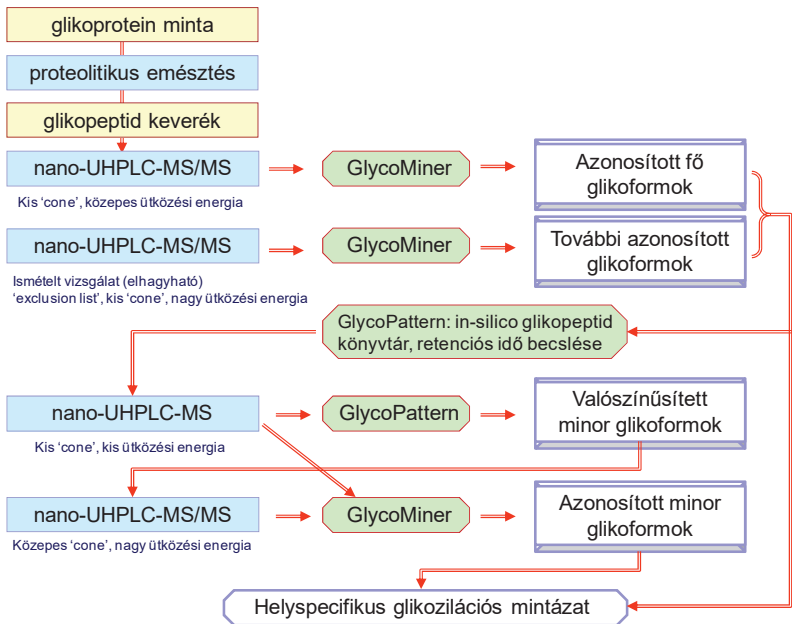 glikoprotein minta
proteolitikus emésztés
glikopeptid keverék
nano-UHPLC-MS/MS
GlycoMiner
Azonosított fő
glikoformok
Kis ‘cone’, közepes ütközési energia
nano-UHPLC-MS/MS
GlycoMiner
További azonosított
glikoformok
Ismételt vizsgálat (elhagyható)
‘exclusion list’, kis ‘cone’, nagy ütközési energia
GlycoPattern: in-silico glikopeptid
könyvtár, retenciós idő becslése
nano-UHPLC-MS
GlycoPattern
Valószínűsített
minor glikoformok
Kis ‘cone’, kis ütközési energia
nano-UHPLC-MS/MS
GlycoMiner
Azonosított minor
glikoformok
Közepes ‘cone’, nagy ütközési energia
Helyspecifikus glikozilációs mintázat